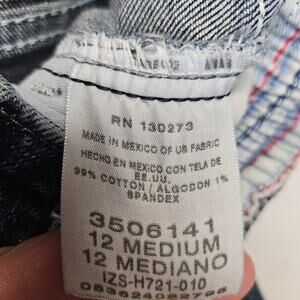 RN 130273
MADE IN MEXICO OF US FABRIC
HECHO EN MEXICO CON TELA DE
EE.UU.
99% COTTON / ALGODON 1%
SPANDEX
3506141
12 MEDIUM
12 MEDIANO
IZS-H721-010